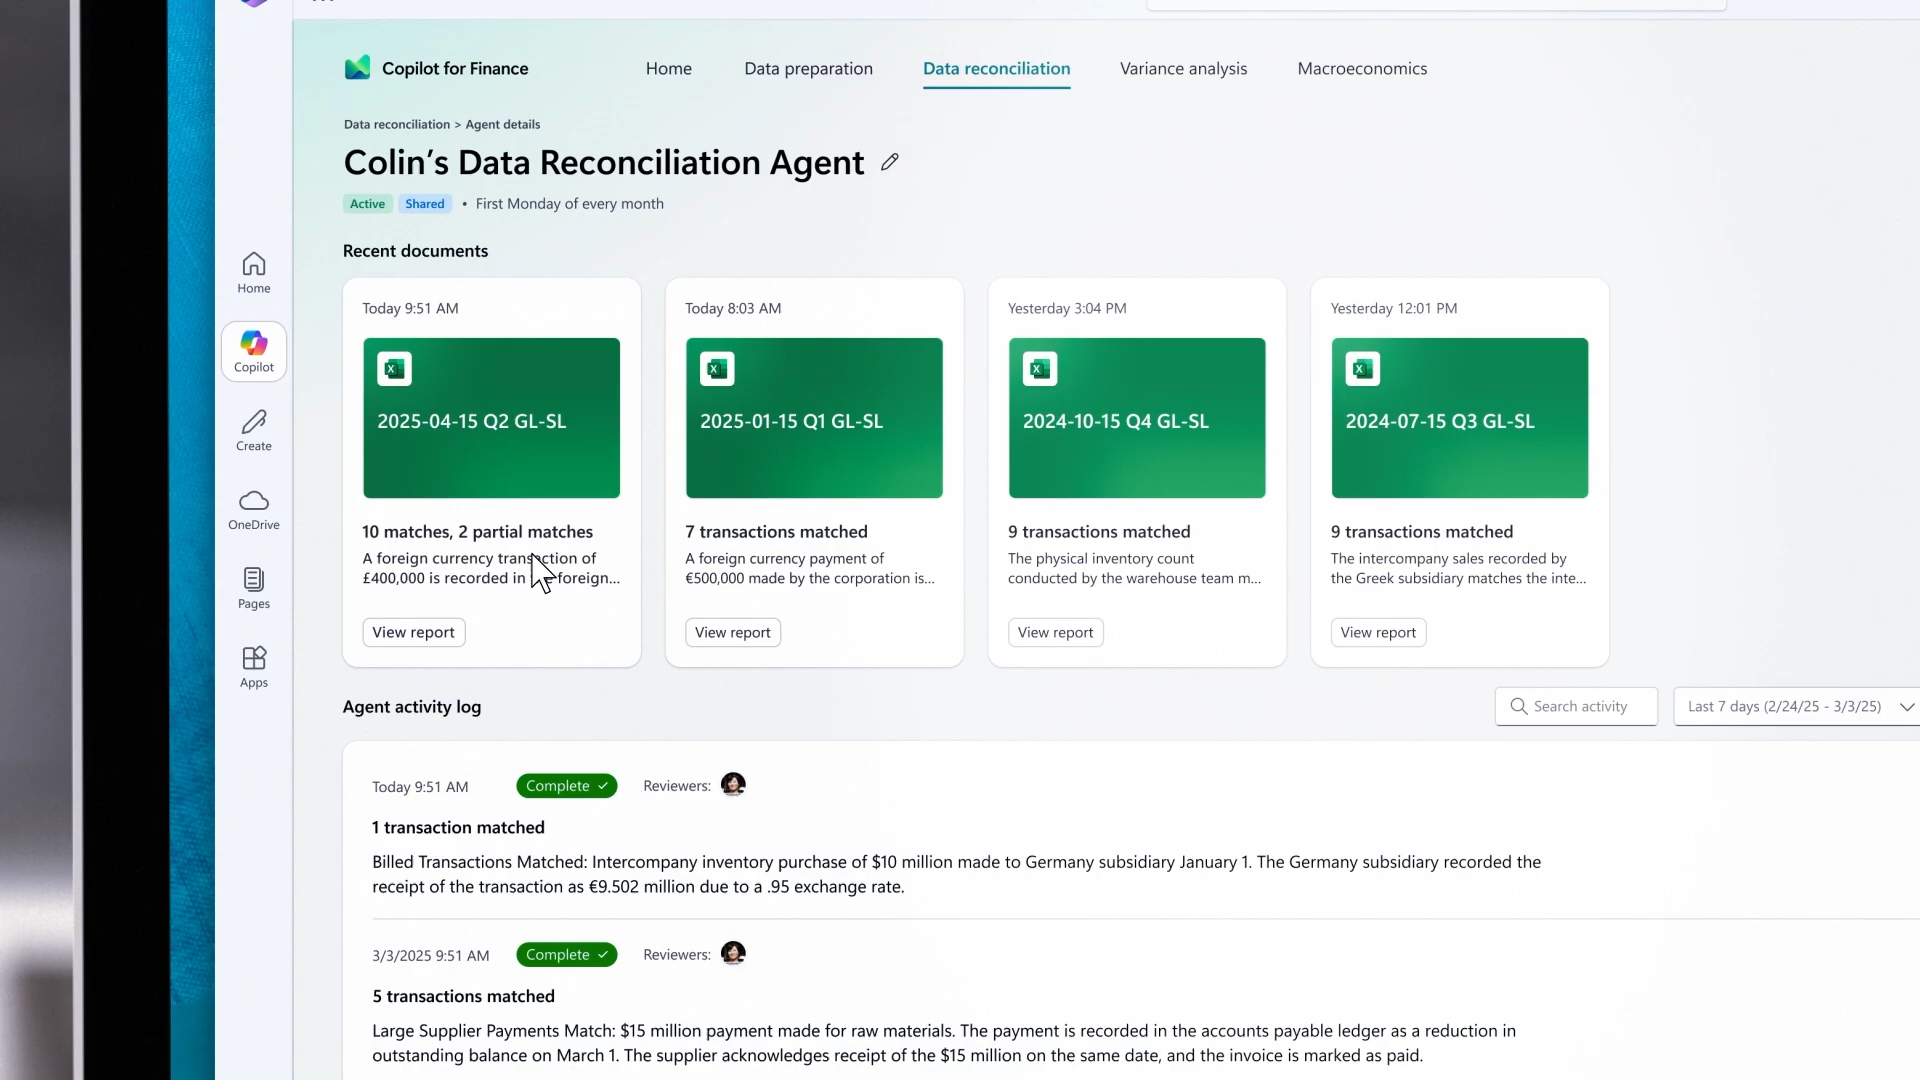 Copilot for Finance
Home
Data preparation
Data reconciliation
Variance analysis
Macroeconomics
Data reconciliation > Agent details
Colin's Data Reconciliation Agent
Active
Shared
• First Monday of every month
Home
Copilot
Create
OneDrive
Pages
Apps
Recent documents
Today 9:51 AM
2025-04-15 Q2 GL-SL
10 matches, 2 partial matches
A foreign currency transaction of
£400,000 is recorded in foreign...
View report
Today 8:03 AM
2025-01-15 Q1 GL-SL
7 transactions matched
A foreign currency payment of
€500,000 made by the corporation is...
View report
Yesterday 3:04 PM
2024-10-15 Q4 GL-SL
9 transactions matched
The physical inventory count
conducted by the warehouse team m...
View report
Yesterday 12:01 PM
2024-07-15 Q3 GL-SL
9 transactions matched
The intercompany sales recorded by
the Greek subsidiary matches the inte...
View report
Agent activity log
Search activity
Last 7 days (2/24/25 - 3/3/25)
Today 9:51 AM
Complete
Reviewers:
1 transaction matched
Billed Transactions Matched: Intercompany inventory purchase of $10 million made to Germany subsidiary January 1. The Germany subsidiary recorded the
receipt of the transaction as €9.502 million due to a .95 exchange rate.
3/3/2025 9:51 AM
Complete
Reviewers:
5 transactions matched
Large Supplier Payments Match: $15 million payment made for raw materials. The payment is recorded in the accounts payable ledger as a reduction in
outstanding balance on March 1. The supplier acknowledges receipt of the $15 million on the same date, and the invoice is marked as paid.